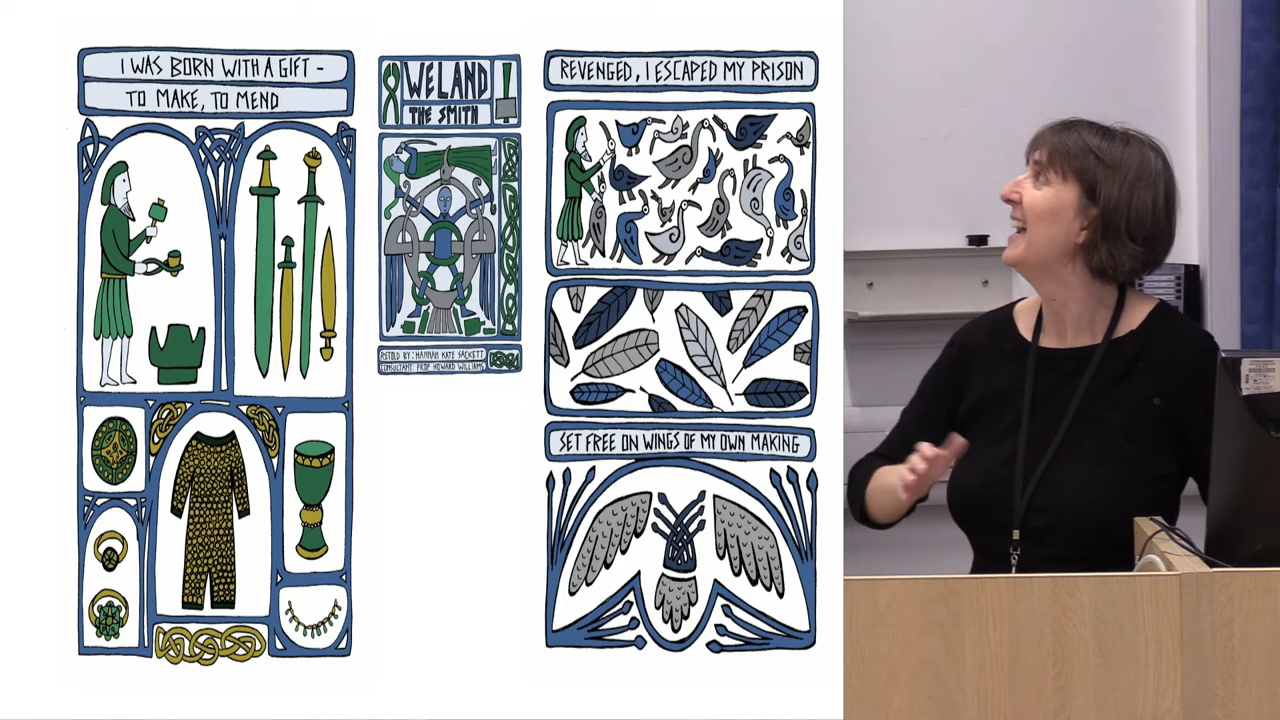 I WAS BORN WITH A GIFT -
TO MAKE, TO MEND
WELAND
THE SMITH
RETOLD BY: HANNAH KATE SACKETT
CONSULTANT: PROF HOWARD WILLIAMS
REVENGED, I ESCAPED MY PRISON
SET FREE ON WINGS OF MY OWN MAKING